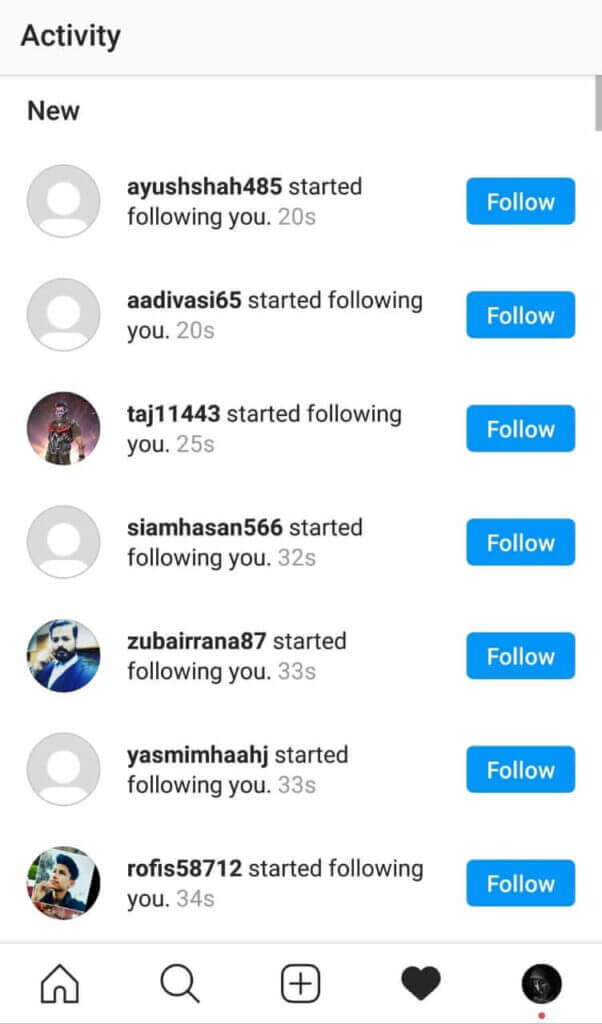 Activity
New
ayushshah485 started
following you. 20s
Follow
aadivasi65 started following
you. 20s
Follow
taj11443 started following
you. 25s
Follow
siamhasan566 started
following you. 32s
Follow
zubairrana87 started
following you. 33s
Follow
yasmimhaahj started
following you. 33s
Follow
rofis58712 started following
you. 34s
Follow